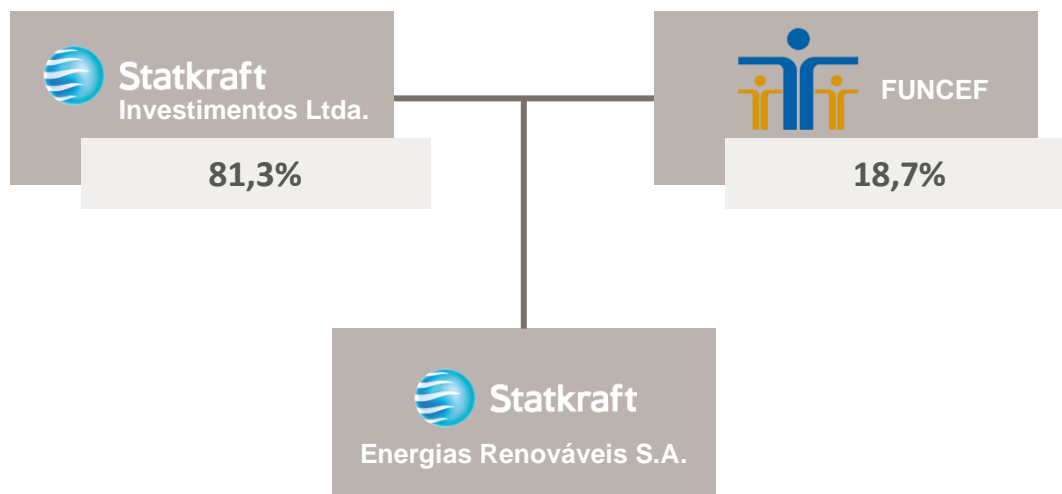 Statkraft
Investimentos Ltda.
81,3%
FUNCEF
18,7%
Statkraft
Energias Renováveis S.A.